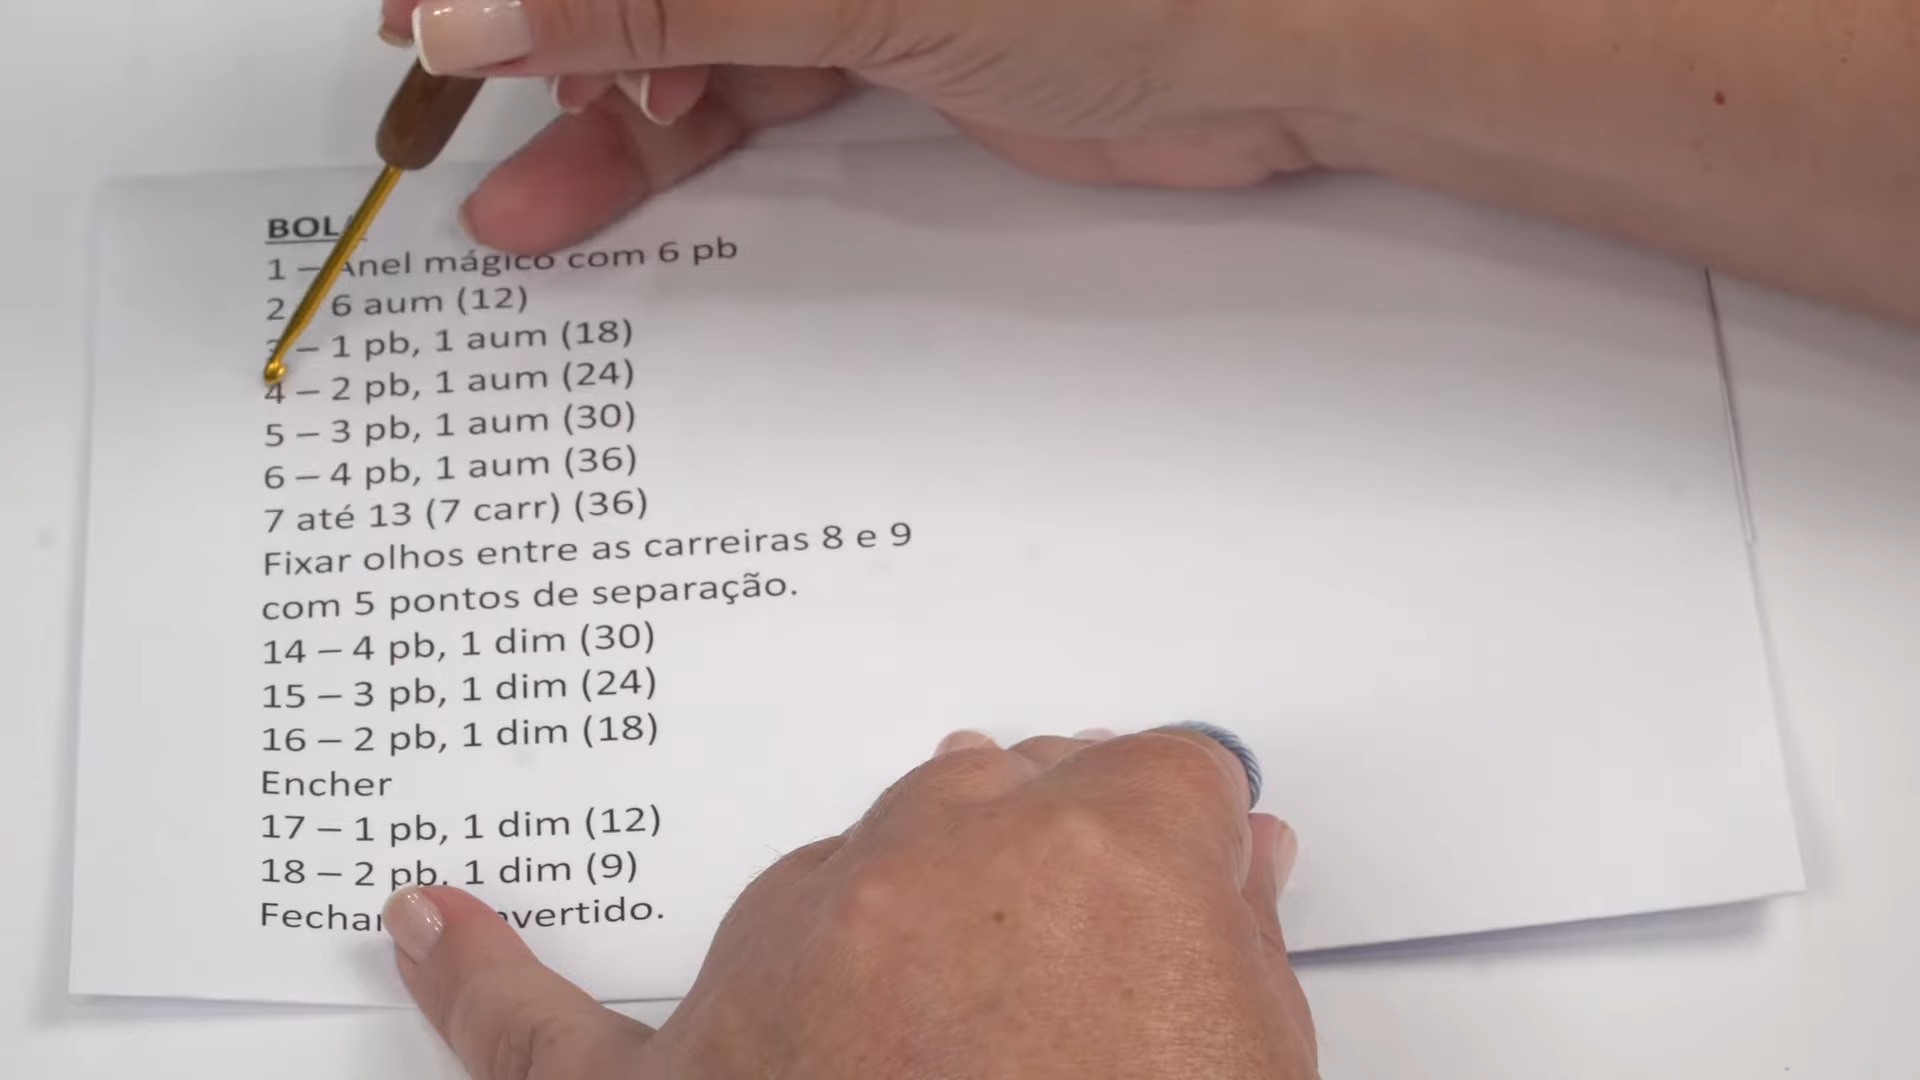 BOLA
1 – Anel mágico com 6 pb
2 – 6 aum (12)
3 – 1 pb, 1 aum (18)
4 – 2 pb, 1 aum (24)
5 – 3 pb, 1 aum (30)
6 – 4 pb, 1 aum (36)
7 até 13 (7 carr) (36)
Fixar olhos entre as carreiras 8 e 9
com 5 pontos de separação.
14 – 4 pb, 1 dim (30)
15 – 3 pb, 1 dim (24)
16 – 2 pb, 1 dim (18)
Encher
17 – 1 pb, 1 dim (12)
18 – 2 pb, 1 dim (9)
Fechar invertido.